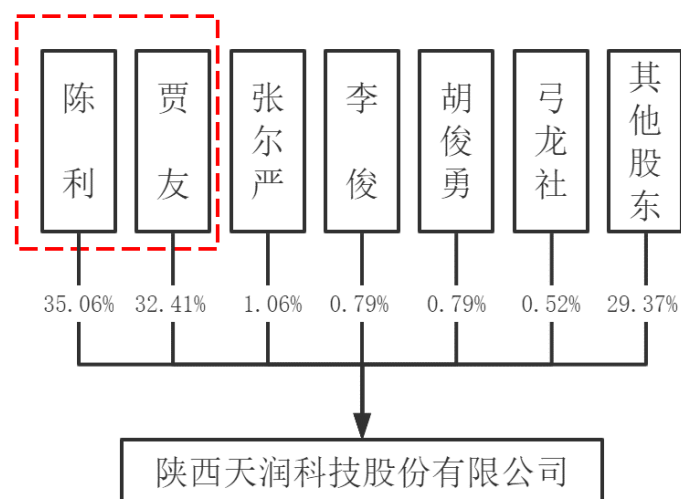 陈利
贾友
张尔严
李俊
胡俊勇
弓龙社
其他股东
35.06%
32.41%
1.06%
0.79%
0.79%
0.52%
29.37%
陕西天润科技股份有限公司